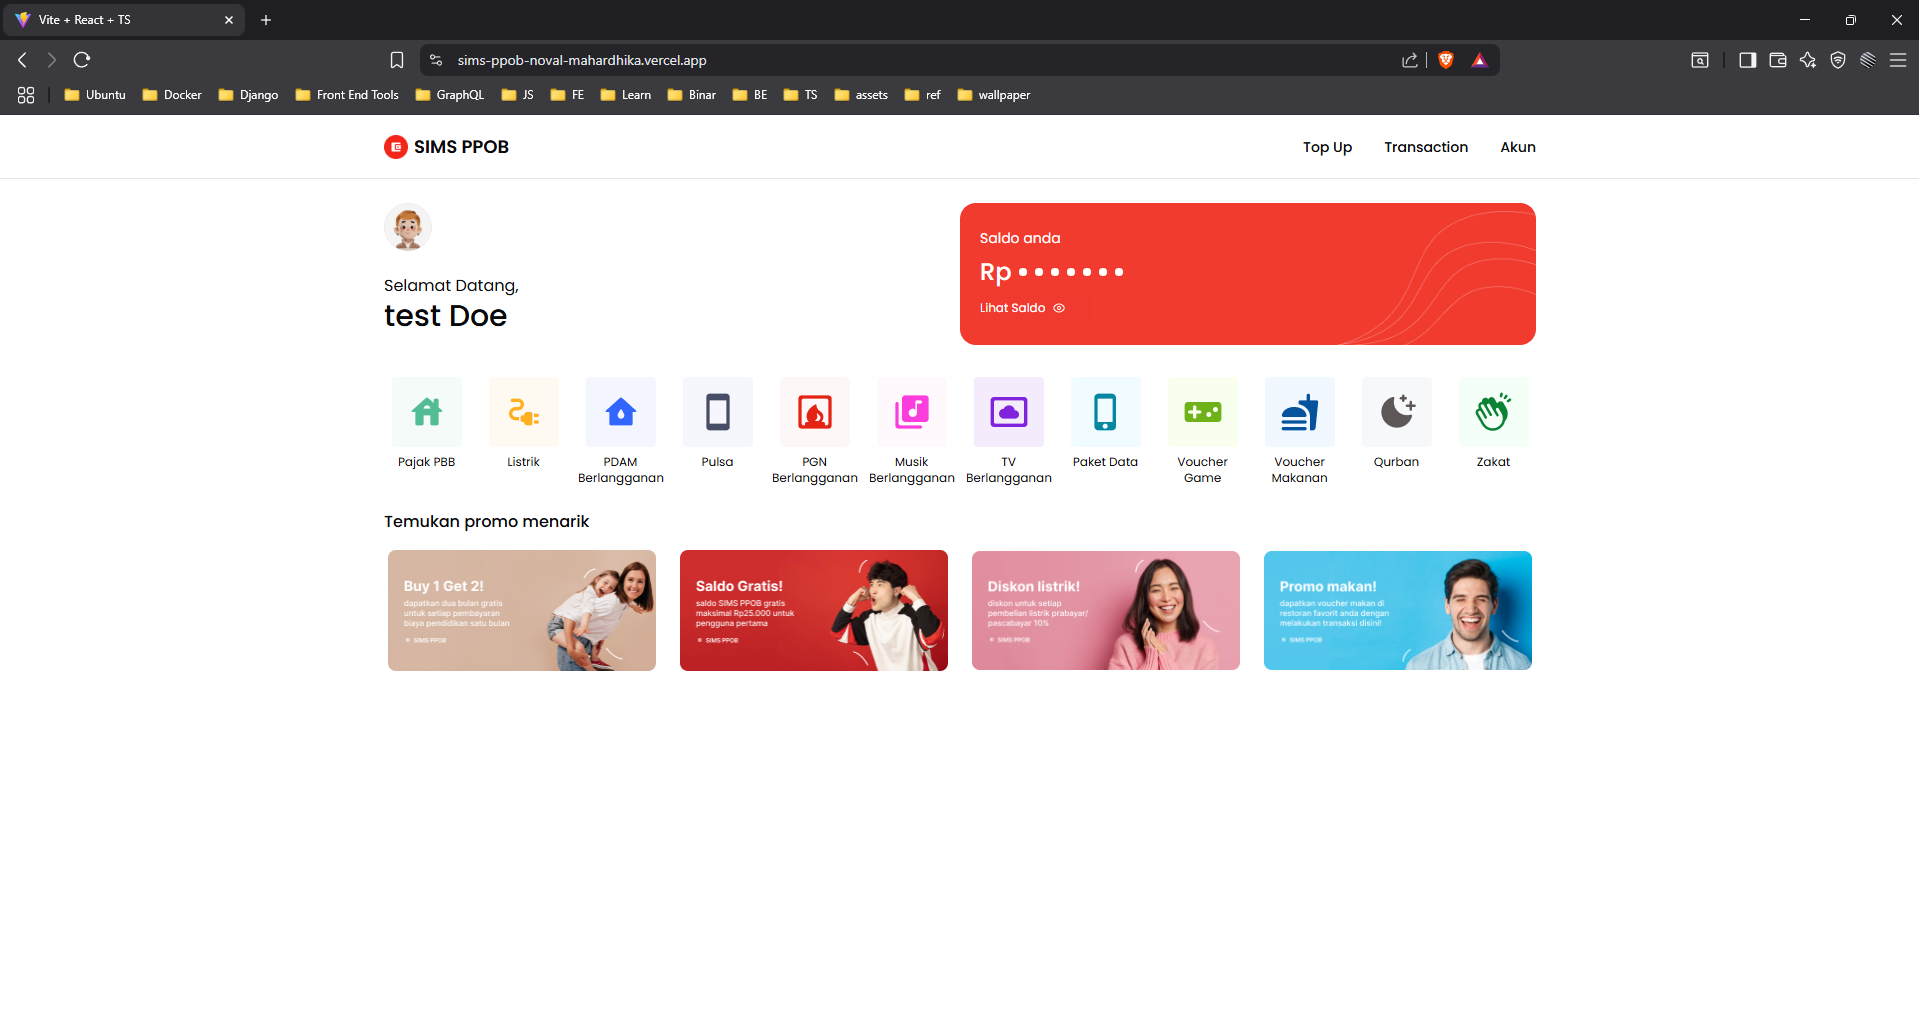 Vite + React + TS
sims-ppob-noval-mahardhika.vercel.app
Ubuntu Docker Django Front End Tools GraphQL JS FE Learn Binar BE TS assets ref wallpaper
SIMS PPOB
Top Up Transaction Akun
Selamat Datang,
test Doe
Saldo anda
Rp •••••••
Lihat Saldo
Pajak PBB
Listrik
PDAM
Berlangganan
Pulsa
PGN
Berlangganan
Musik
Berlangganan
TV
Berlangganan
Paket Data
Voucher
Game
Voucher
Makanan
Qurban
Zakat
Temukan promo menarik
Buy 1 Get 2!
dapatkan dua bulan gratis
untuk setiap pembayaran
biaya pendidikan satu bulan
SIMS PPOB
Saldo Gratis!
saldo SIMS PPOB gratis
maksimal Rp25.000 untuk
pengguna pertama
SIMS PPOB
Diskon listrik!
diskon untuk setiap
pembelian listrik prabayar/
pascabayar 10%
SIMS PPOB
Promo makan!
dapatkan voucher makan di
restoran favorit anda dengan
melakukan transaksi disini!
SIMS PPOB